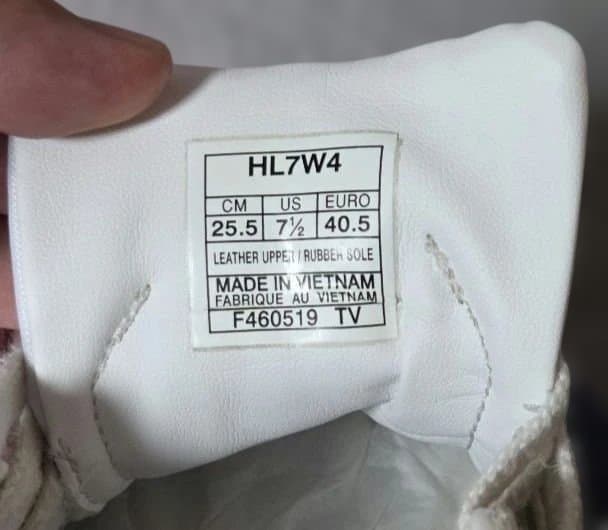 HL7W4
CM US EURO
25.5 7½ 40.5
LEATHER UPPER / RUBBER SOLE
MADE IN VIETNAM
FABRIQUE AU VIETNAM
F460519 TV